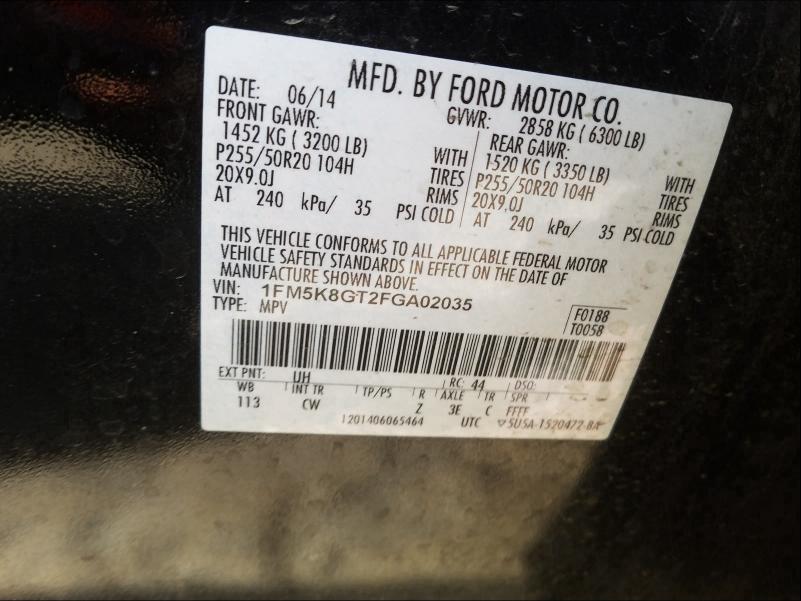 MFD. BY FORD MOTOR CO.
DATE: 06/14 GVWR: 2858 KG ( 6300 LB)
FRONT GAWR: REAR GAWR:
1452 KG ( 3200 LB) WITH 1520 KG ( 3350 LB) WITH
P255/50R20 104H TIRES P255/50R20 104H TIRES
20X9.0J RIMS 20X9.0J RIMS
AT 240 kPa/ 35 PSI COLD AT 240 kPa/ 35 PSI COLD
THIS VEHICLE CONFORMS TO ALL APPLICABLE FEDERAL MOTOR
VEHICLE SAFETY STANDARDS IN EFFECT ON THE DATE OF
MANUFACTURE SHOWN ABOVE.
VIN: 1FM5K8GT2FGA02035
TYPE: MPV
F0188
T0058
EXT PNT: UH RC: 44 DSO:
WB INT TR TP/PS R AXLE TR SPR
113 CW Z 3E C FFFF
1201406065464 UTC ▽5U5A-1520472-BA